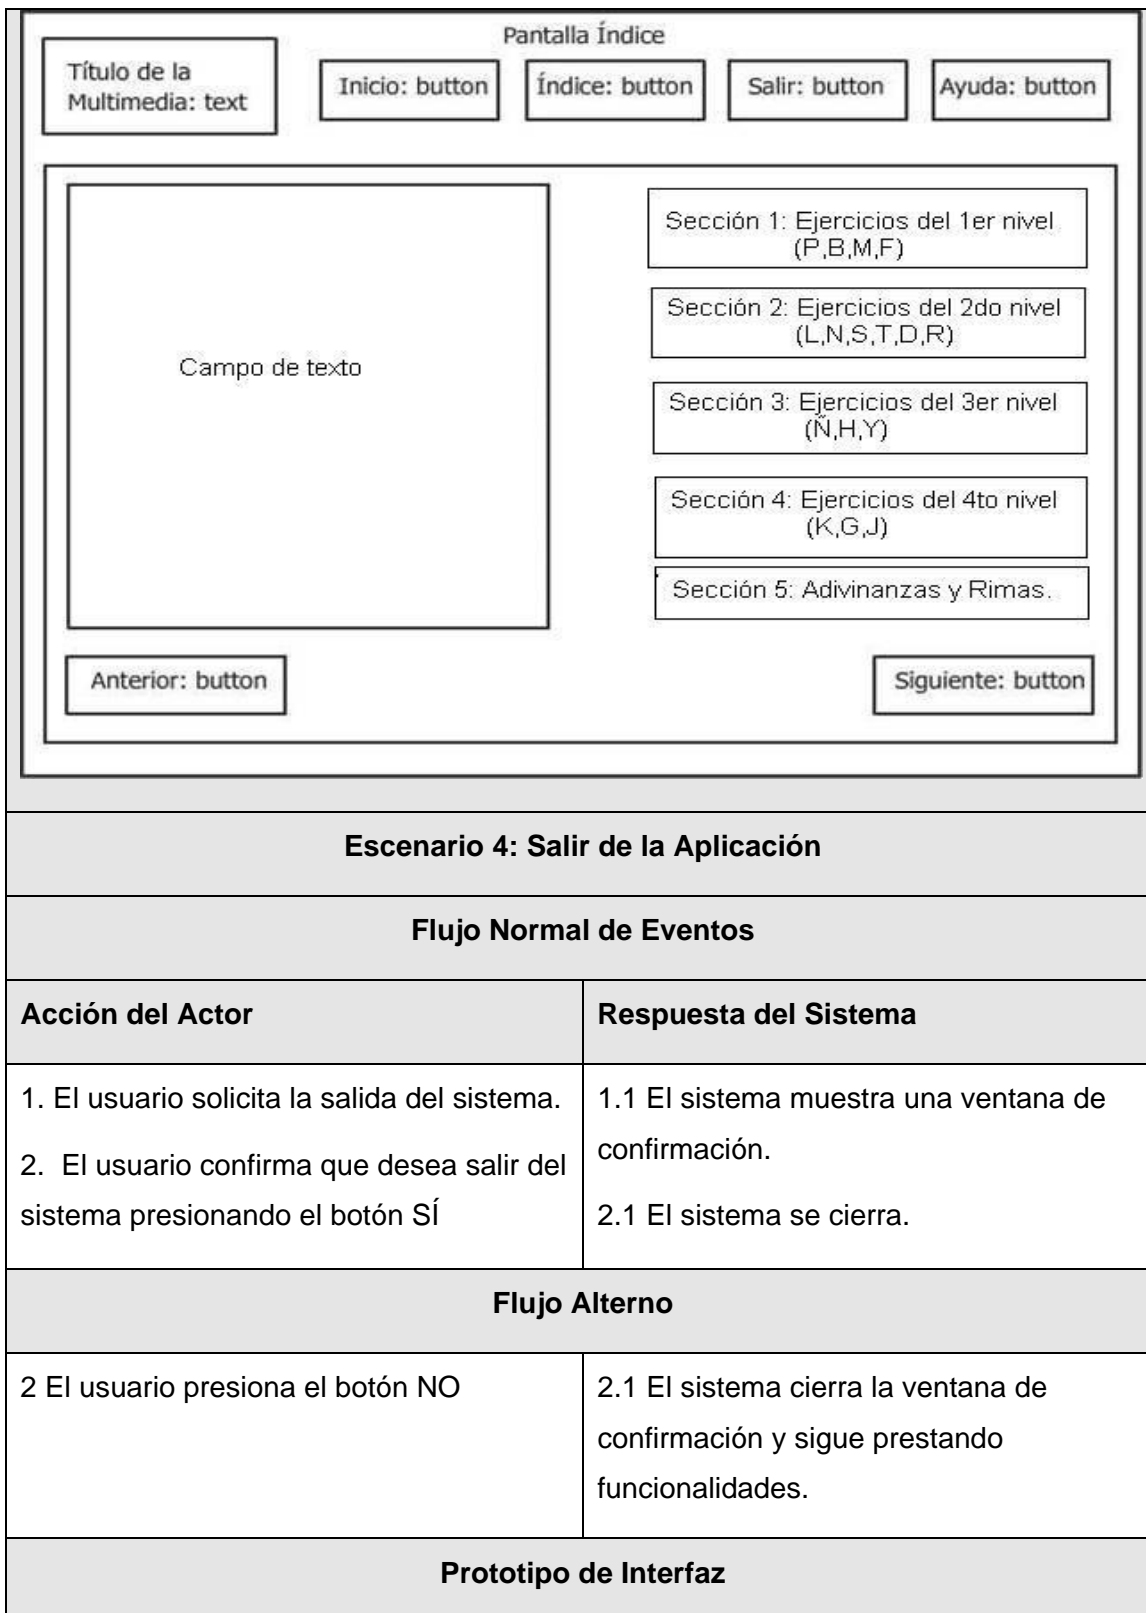 Pantalla Índice
Título de la
Multimedia: text
Inicio: button
Índice: button
Salir: button
Ayuda: button
Campo de texto
Sección 1: Ejercicios del 1er nivel
(P,B,M,F)
Sección 2: Ejercicios del 2do nivel
(L,N,S,T,D,R)
Sección 3: Ejercicios del 3er nivel
(Ñ,H,Y)
Sección 4: Ejercicios del 4to nivel
(K,G,J)
Sección 5: Adivinanzas y Rimas.
Anterior: button
Siguiente: button
Escenario 4: Salir de la Aplicación
Flujo Normal de Eventos
Acción del Actor
Respuesta del Sistema
1. El usuario solicita la salida del sistema.
2. El usuario confirma que desea salir del
sistema presionando el botón SÍ
1.1 El sistema muestra una ventana de
confirmación.
2.1 El sistema se cierra.
Flujo Alterno
2 El usuario presiona el botón NO
2.1 El sistema cierra la ventana de
confirmación y sigue prestando
funcionalidades.
Prototipo de Interfaz